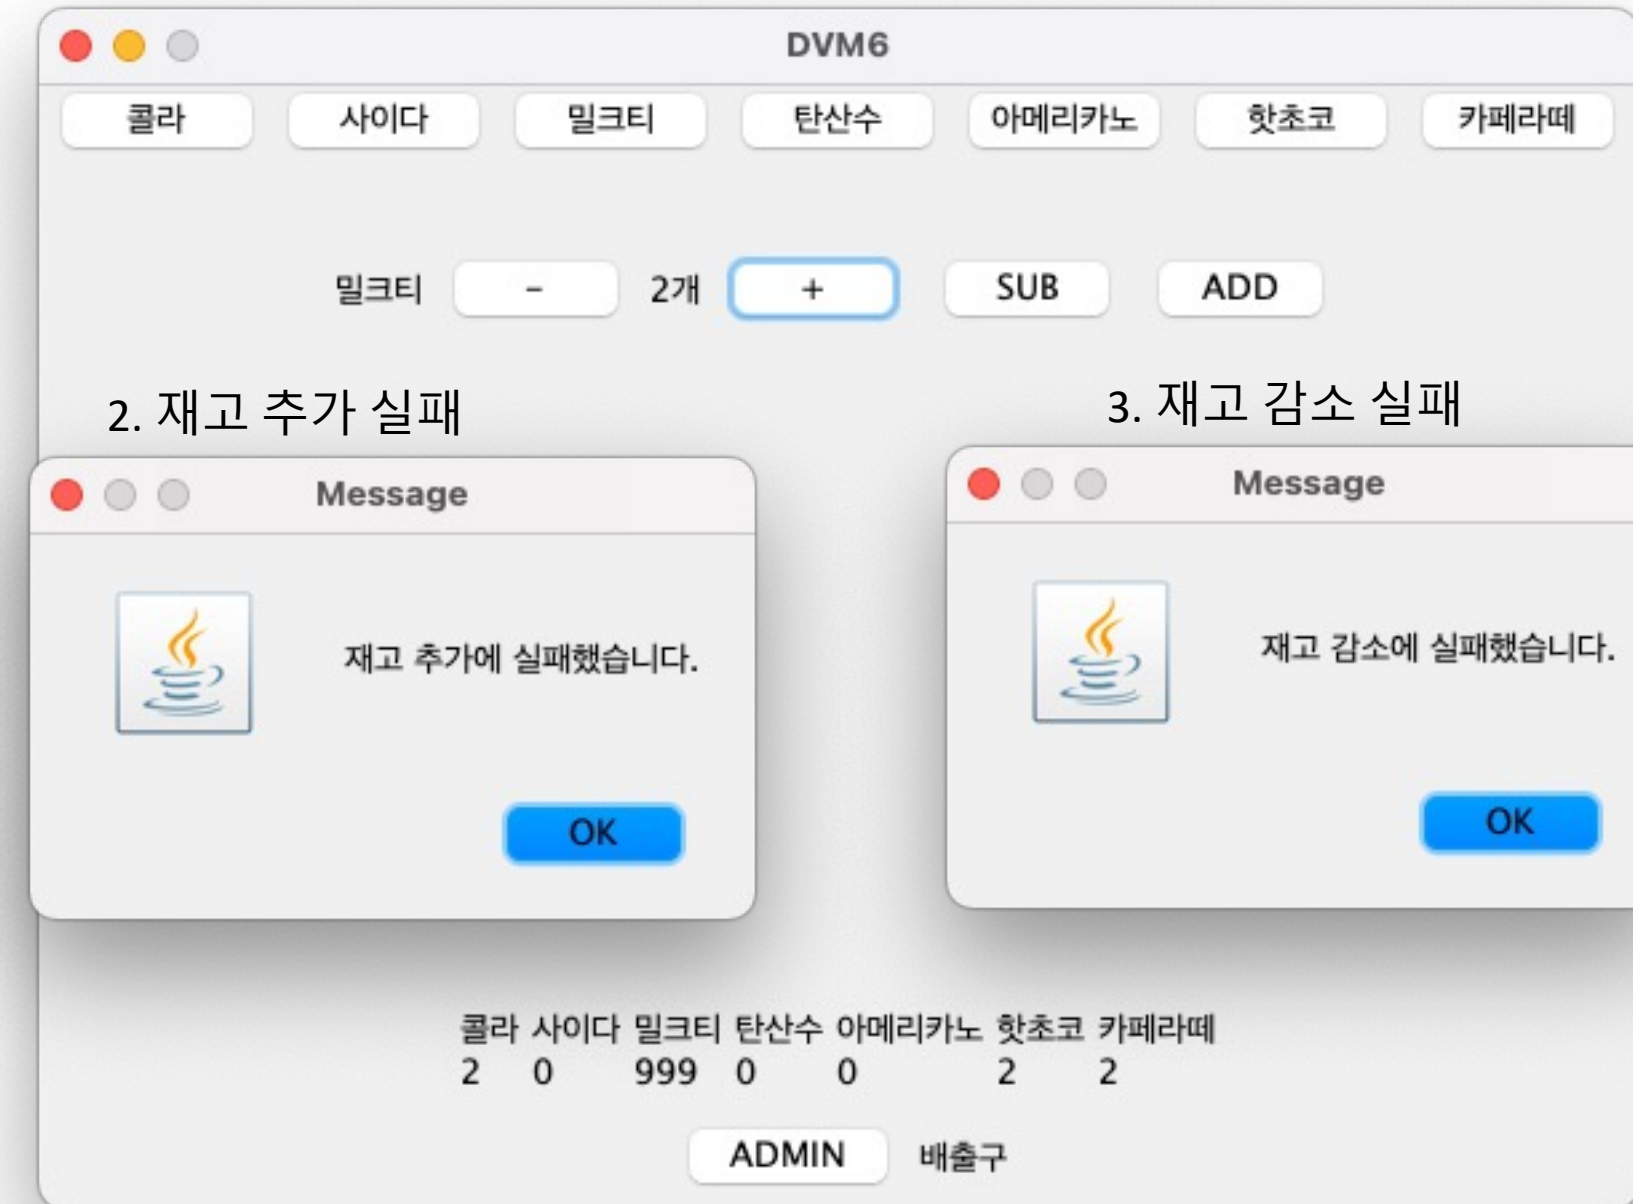 DVM6
콜라 사이다 밀크티 탄산수 아메리카노 핫초코 카페라떼
밀크티 - 2개 + SUB ADD
2. 재고 추가 실패
3. 재고 감소 실패
Message
재고 추가에 실패했습니다.
OK
Message
재고 감소에 실패했습니다.
OK
콜라 사이다 밀크티 탄산수 아메리카노 핫초코 카페라떼
2 0 999 0 0 2 2
ADMIN 배출구